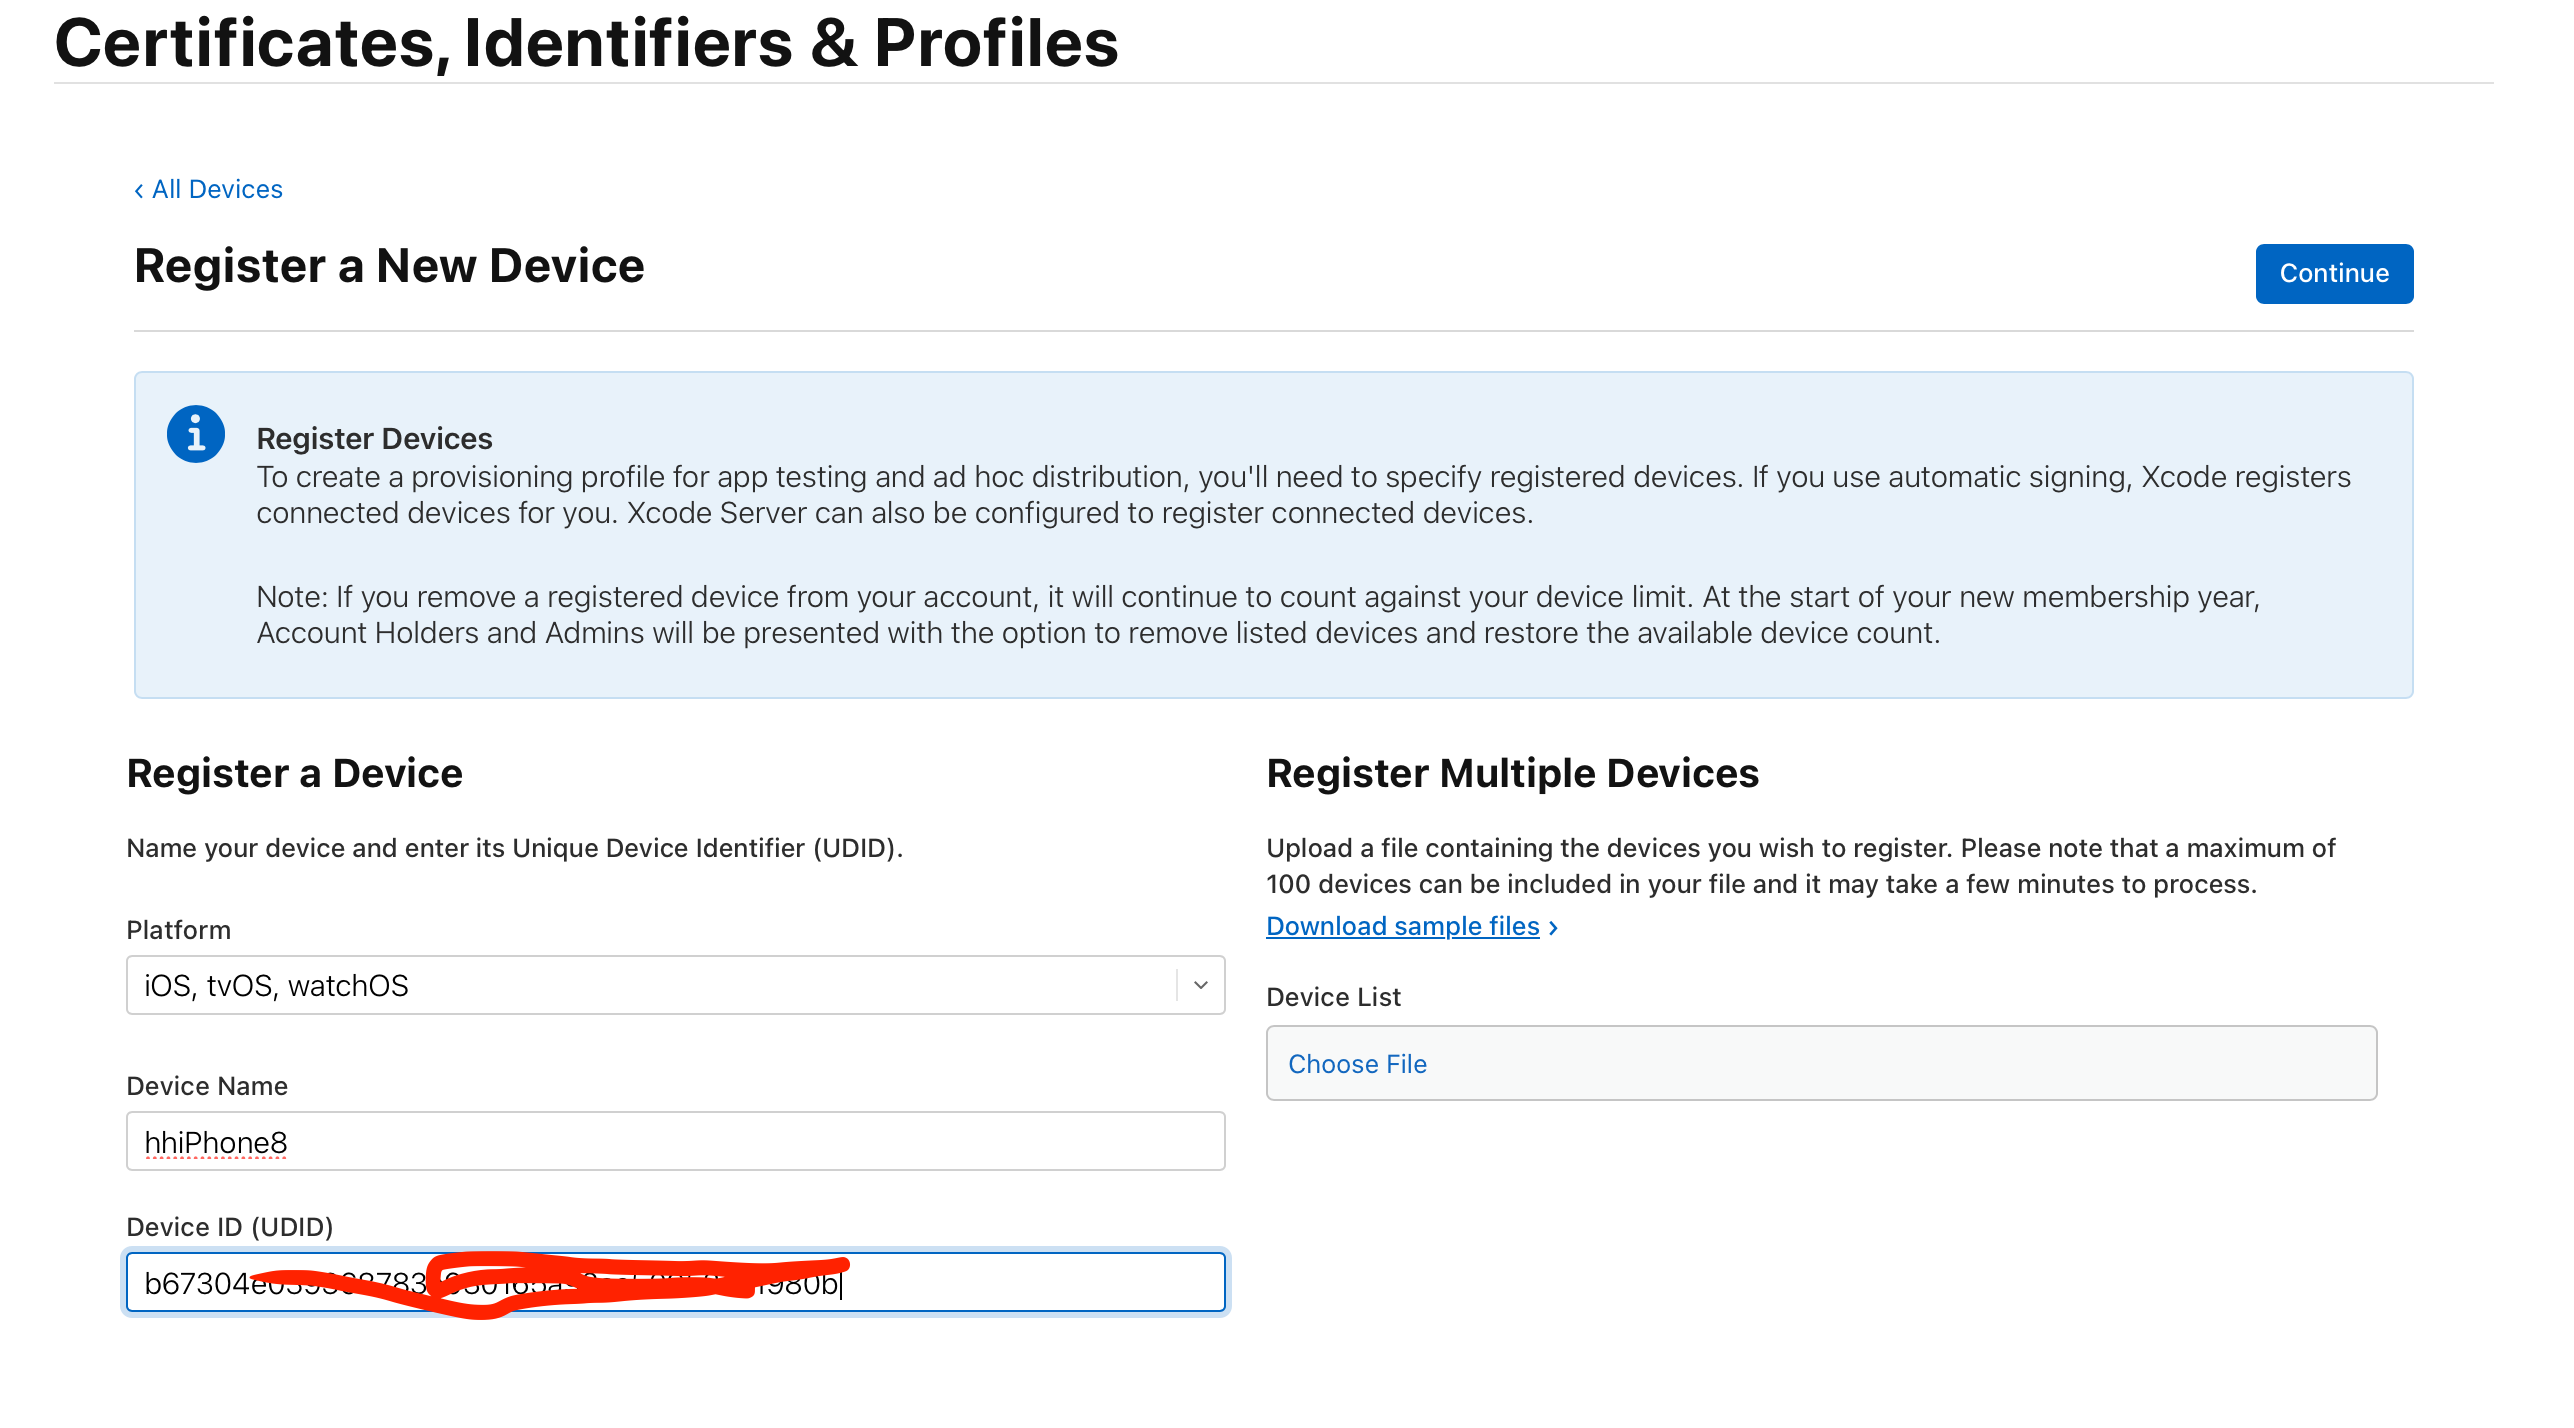 Certificates, Identifiers & Profiles
‹ All Devices
Register a New Device
Continue
Register Devices
To create a provisioning profile for app testing and ad hoc distribution, you'll need to specify registered devices. If you use automatic signing, Xcode registers
connected devices for you. Xcode Server can also be configured to register connected devices.
Note: If you remove a registered device from your account, it will continue to count against your device limit. At the start of your new membership year,
Account Holders and Admins will be presented with the option to remove listed devices and restore the available device count.
Register a Device
Name your device and enter its Unique Device Identifier (UDID).
Platform
iOS, tvOS, watchOS
Device Name
hhiPhone8
Device ID (UDID)
Register Multiple Devices
Upload a file containing the devices you wish to register. Please note that a maximum of
100 devices can be included in your file and it may take a few minutes to process.
Download sample files ›
Device List
Choose File